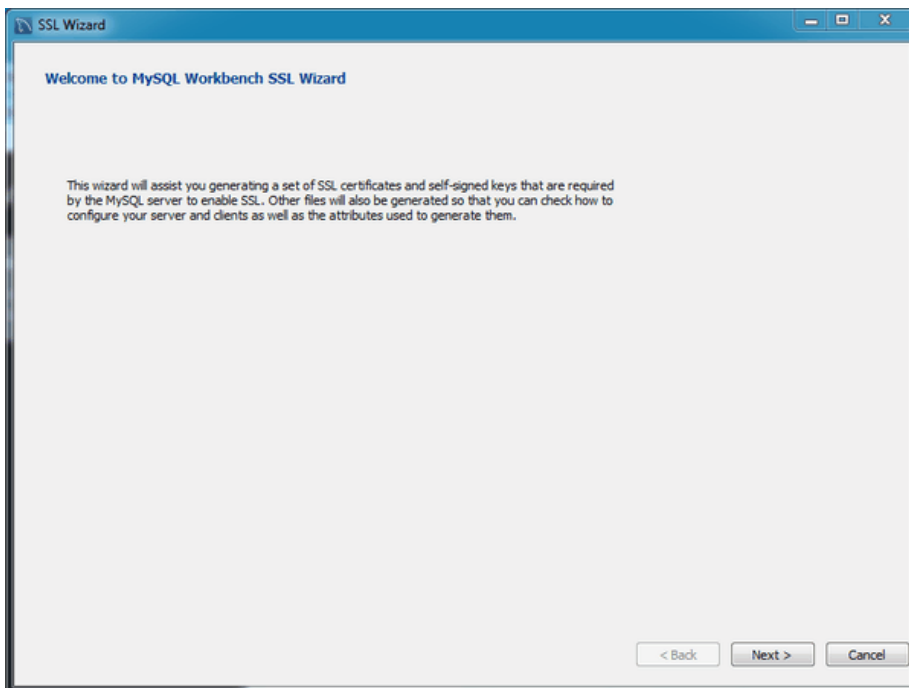 SSL Wizard
Welcome to MySQL Workbench SSL Wizard
This wizard will assist you generating a set of SSL certificates and self-signed keys that are required
by the MySQL server to enable SSL. Other files will also be generated so that you can check how to
configure your server and clients as well as the attributes used to generate them.
< Back Next > Cancel